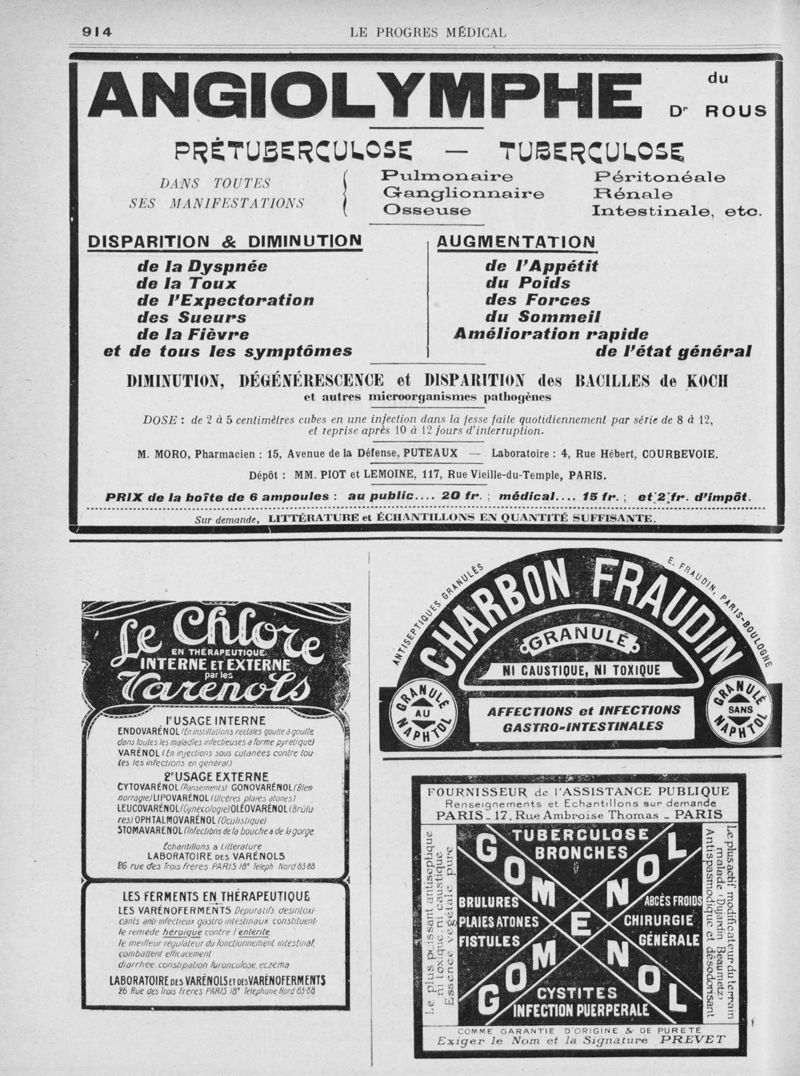 914
LE PROGRES MÉDICAL
ANGIOLYMPHE du Dr ROUS
PRÉTUBERCULOSE — TUBERCULOSE
DANS TOUTES
SES MANIFESTATIONS
Pulmonaire
Ganglionnaire
Osseuse
Péritonéale
Rénale
Intestinale, etc.
DISPARITION & DIMINUTION
de la Dyspnée
de la Toux
de l'Expectoration
des Sueurs
de la Fièvre
et de tous les symptômes
AUGMENTATION
de l'Appétit
du Poids
des Forces
du Sommeil
Amélioration rapide
de l'état général
DIMINUTION, DÉGÉNÉRESCENCE et DISPARITION des BACILLES de KOCH
et autres microorganismes pathogènes
DOSE : de 2 à 5 centimètres cubes en une injection dans la fesse faite quotidiennement par série de 8 à 12,
et reprise après 10 à 12 jours d'interruption.
M. MORO, Pharmacien : 15, Avenue de la Défense, PUTEAUX — Laboratoire : 4, Rue Hébert, COURBEVOIE.
Dépôt : MM. PIOT et LEMOINE, 117, Rue Vieille-du-Temple, PARIS.
PRIX de la boîte de 6 ampoules : au public.... 20 fr. ; médical.... 15 fr. ; et 2 fr. d'impôt.
Sur demande, LITTÉRATURE et ÉCHANTILLONS EN QUANTITÉ SUFFISANTE.
Le Chlore
EN THÉRAPEUTIQUE
INTERNE ET EXTERNE
par les
Varénols
1º USAGE INTERNE
ENDOVARÉNOL (En instillations rectales goutte à goutte
dans toutes les maladies infectieuses a forme pyretique)
VARÉNOL (En injections sous cutanées contre tou
tes les infections en général)
2º USAGE EXTERNE
CYTOVARÉNOL (Pansements) GONOVARÉNOL (Blen
norragie) LIPOVARÉNOL (Ulcères plaies atones)
LEUCOVARÉNOL (Gynécologie) OLÉOVARÉNOL (Brûlu
res) OPHTALMOVARÉNOL (Oculistique)
STOMAVARENOL (Infections de la bouche & de la gorge
Échantillons & Littérature
LABORATOIRE DES VARÉNOLS
26 rue des Trois Frères PARIS 18e Teleph Nord 63-88
LES FERMENTS EN THÉRAPEUTIQUE
LES VARÉNOFERMENTS Depuratifs desintoxi-
cants anti infectieux gastro intestinaux constituent
le remède héroïque contre l'entérite,
le meilleur régulateur du fonctionnement intestinal,
combattent efficacement
diarrhée, constipation furonculose, eczéma
LABORATOIRE DES VARÉNOLS ET DES VARÉNOFERMENTS
26 Rue des Trois Freres PARIS 18e Telephone Nord 63-88
ANTISEPTIQUES GRANULÉS
E. FRAUDIN, PARIS-BOULOGNE
CHARBON FRAUDIN
GRANULÉ
NI CAUSTIQUE, NI TOXIQUE
GRANULÉ
AU
NAPHTOL
AFFECTIONS et INFECTIONS
GASTRO-INTESTINALES
GRANULÉ
SANS
NAPHTOL
FOURNISSEUR de l'ASSISTANCE PUBLIQUE
Renseignements et Echantillons sur demande
PARIS - 17, Rue Ambroise Thomas - PARIS
Le plus puissant antiseptique
ni toxique, ni caustique
Essence végétale pure
GOMENOL
GOMENOL
TUBERCULOSE
BRONCHES
BRULURES
PLAIES ATONES
FISTULES
ABCÈS FROIDS
CHIRURGIE
GÉNÉRALE
CYSTITES
INFECTION PUERPERALE
Le plus actif modificateur du terrain
malade (Dujardin Beaumetz)
Antispasmodique et désodorisant
COMME GARANTIE D'ORIGINE & DE PURETÉ
Exiger le Nom et la Signature PREVET